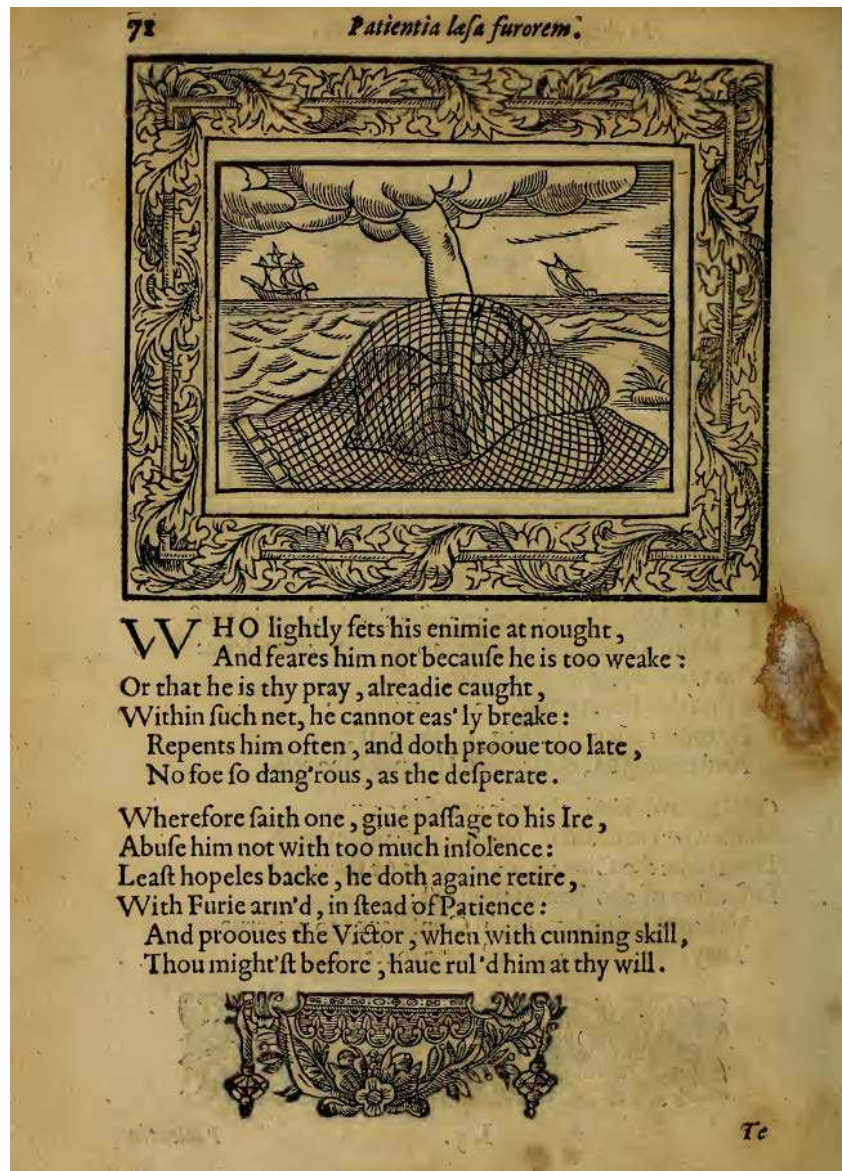 72 Patientia læſa furorem.
WHO lightly ſets his enimie at nought,
And feares him not becauſe he is too weake:
Or that he is thy pray, alreadie caught,
Within ſuch net, he cannot eas'ly breake:
Repents him often, and doth prooue too late,
No foe ſo dang'rous, as the deſperate.
Wherefore ſaith one, giue paſſage to his Ire,
Abuſe him not with too much inſolence:
Leaſt hopeles backe, he doth againe retire,
With Furie arm'd, in ſtead of Patience:
And prooues the Victor, when with cunning skill,
Thou might'ſt before, haue rul'd him at thy will.
Te